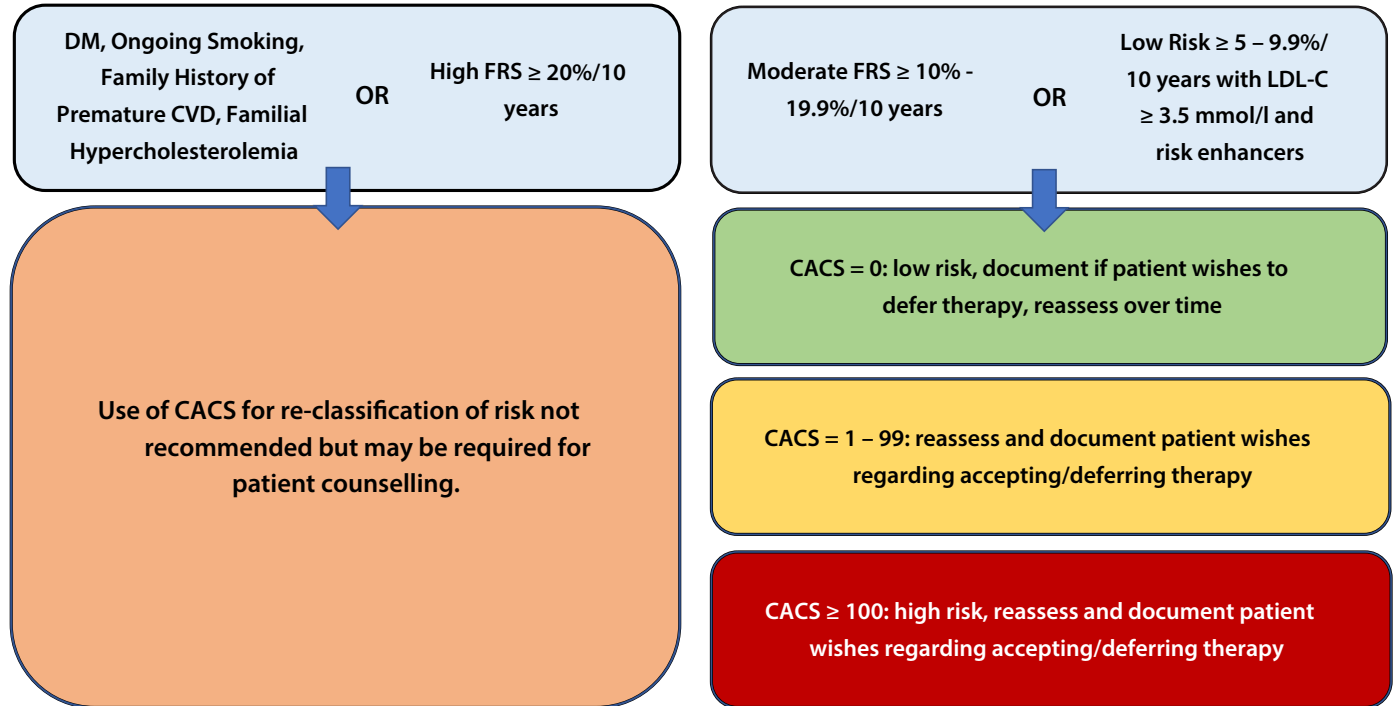 DM, Ongoing Smoking,
Family History of
Premature CVD, Familial
Hypercholesterolemia
OR
High FRS ≥ 20%/10
years
Use of CACS for re-classification of risk not
recommended but may be required for
patient counselling.
Moderate FRS ≥ 10% -
19.9%/10 years
OR
Low Risk ≥ 5 – 9.9%/
10 years with LDL-C
≥ 3.5 mmol/l and
risk enhancers
CACS = 0: low risk, document if patient wishes to
defer therapy, reassess over time
CACS = 1 – 99: reassess and document patient wishes
regarding accepting/deferring therapy
CACS ≥ 100: high risk, reassess and document patient
wishes regarding accepting/deferring therapy